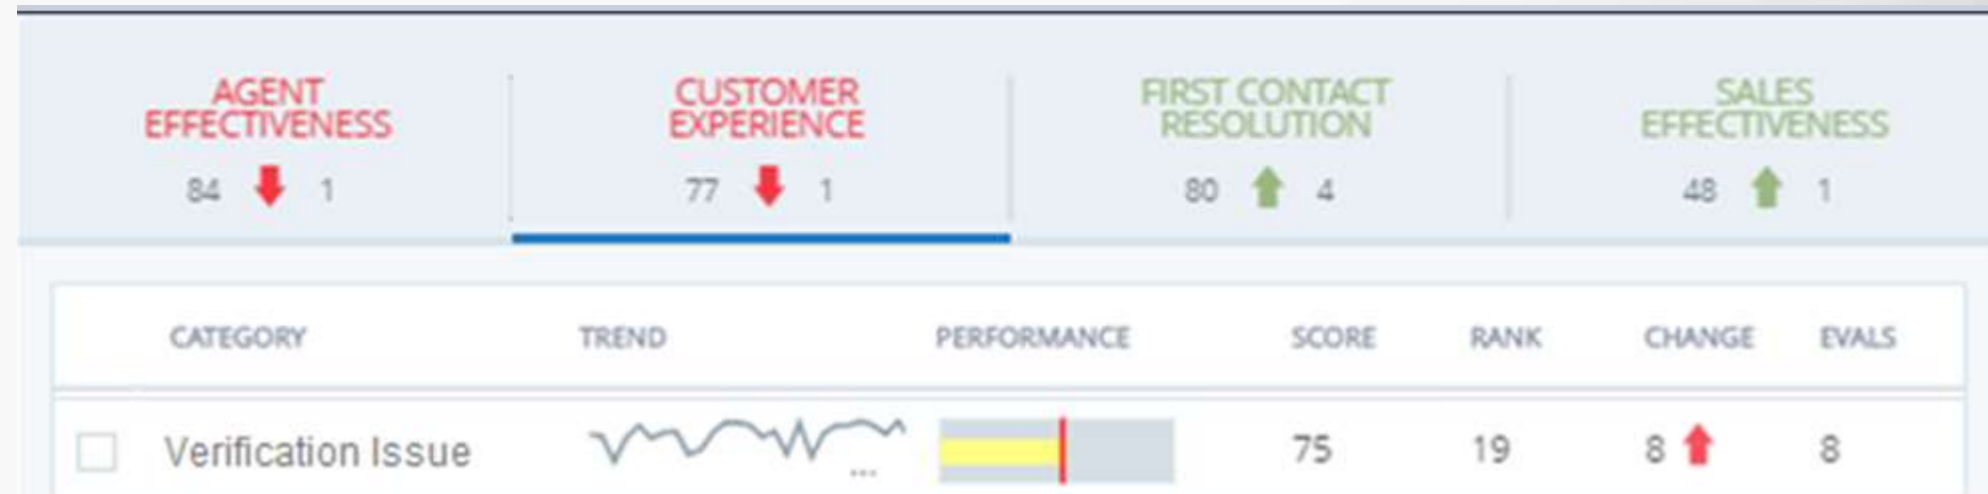 AGENT
EFFECTIVENESS
84 1
CUSTOMER
EXPERIENCE
77 1
FIRST CONTACT
RESOLUTION
80 4
SALES
EFFECTIVENESS
48 1
CATEGORY TREND PERFORMANCE SCORE RANK CHANGE EVALS
Verification Issue ... 75 19 8 8